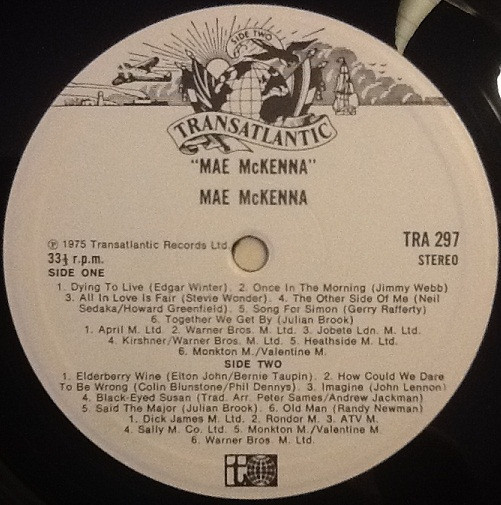 SIDE TWO
TRANSATLANTIC
"MAE McKENNA"
MAE McKENNA
℗ 1975 Transatlantic Records Ltd.
TRA 297
33⅓ r.p.m.
STEREO
SIDE ONE
1. Dying To Live (Edgar Winter). 2. Once In The Morning (Jimmy Webb)
3. All In Love Is Fair (Stevie Wonder). 4. The Other Side Of Me (Neil
Sedaka/Howard Greenfield). 5. Song For Simon (Gerry Rafferty)
6. Together We Get By (Julian Brook)
1. April M. Ltd. 2. Warner Bros. M. Ltd. 3. Jobete Ldn. M. Ltd.
4. Kirshner/Warner Bros. M. Ltd. 5. Heathside M. Ltd.
6. Monkton M./Valentine M.
SIDE TWO
1. Elderberry Wine (Elton John/Bernie Taupin). 2. How Could We Dare
To Be Wrong (Colin Blunstone/Phil Dennys). 3. Imagine (John Lennon)
4. Black-Eyed Susan (Trad. Arr. Peter Sames/Andrew Jackman)
5. Said The Major (Julian Brook). 6. Old Man (Randy Newman)
1. Dick James M. Ltd. 2. Rondor M. 3. ATV M.
4. Sally M. Co. Ltd. 5. Monkton M./Valentine M.
6. Warner Bros. M. Ltd.
t